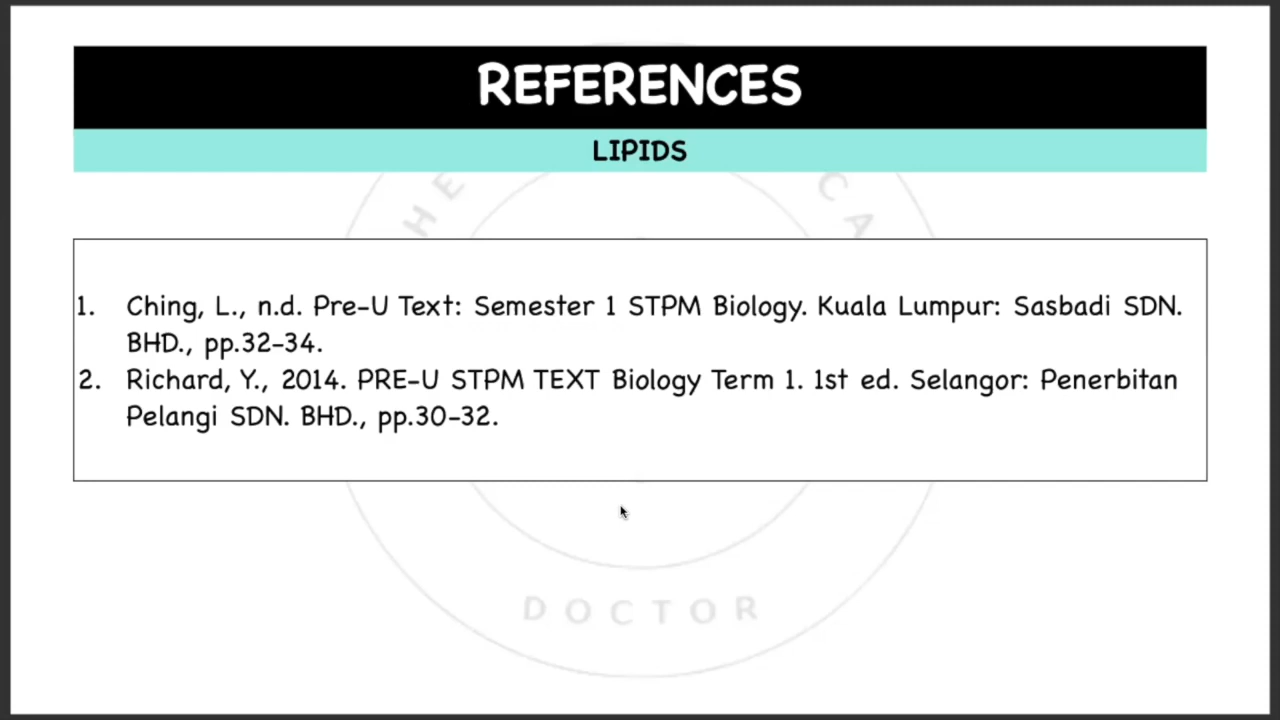 REFERENCES
LIPIDS
HE
CA
1. Ching, L., n.d. Pre-U Text: Semester 1 STPM Biology. Kuala Lumpur: Sasbadi SDN.
BHD., pp.32-34.
2. Richard, Y., 2014. PRE-U STPM TEXT Biology Term 1. 1st ed. Selangor: Penerbitan
Pelangi SDN. BHD., pp.30-32.
DOCTOR